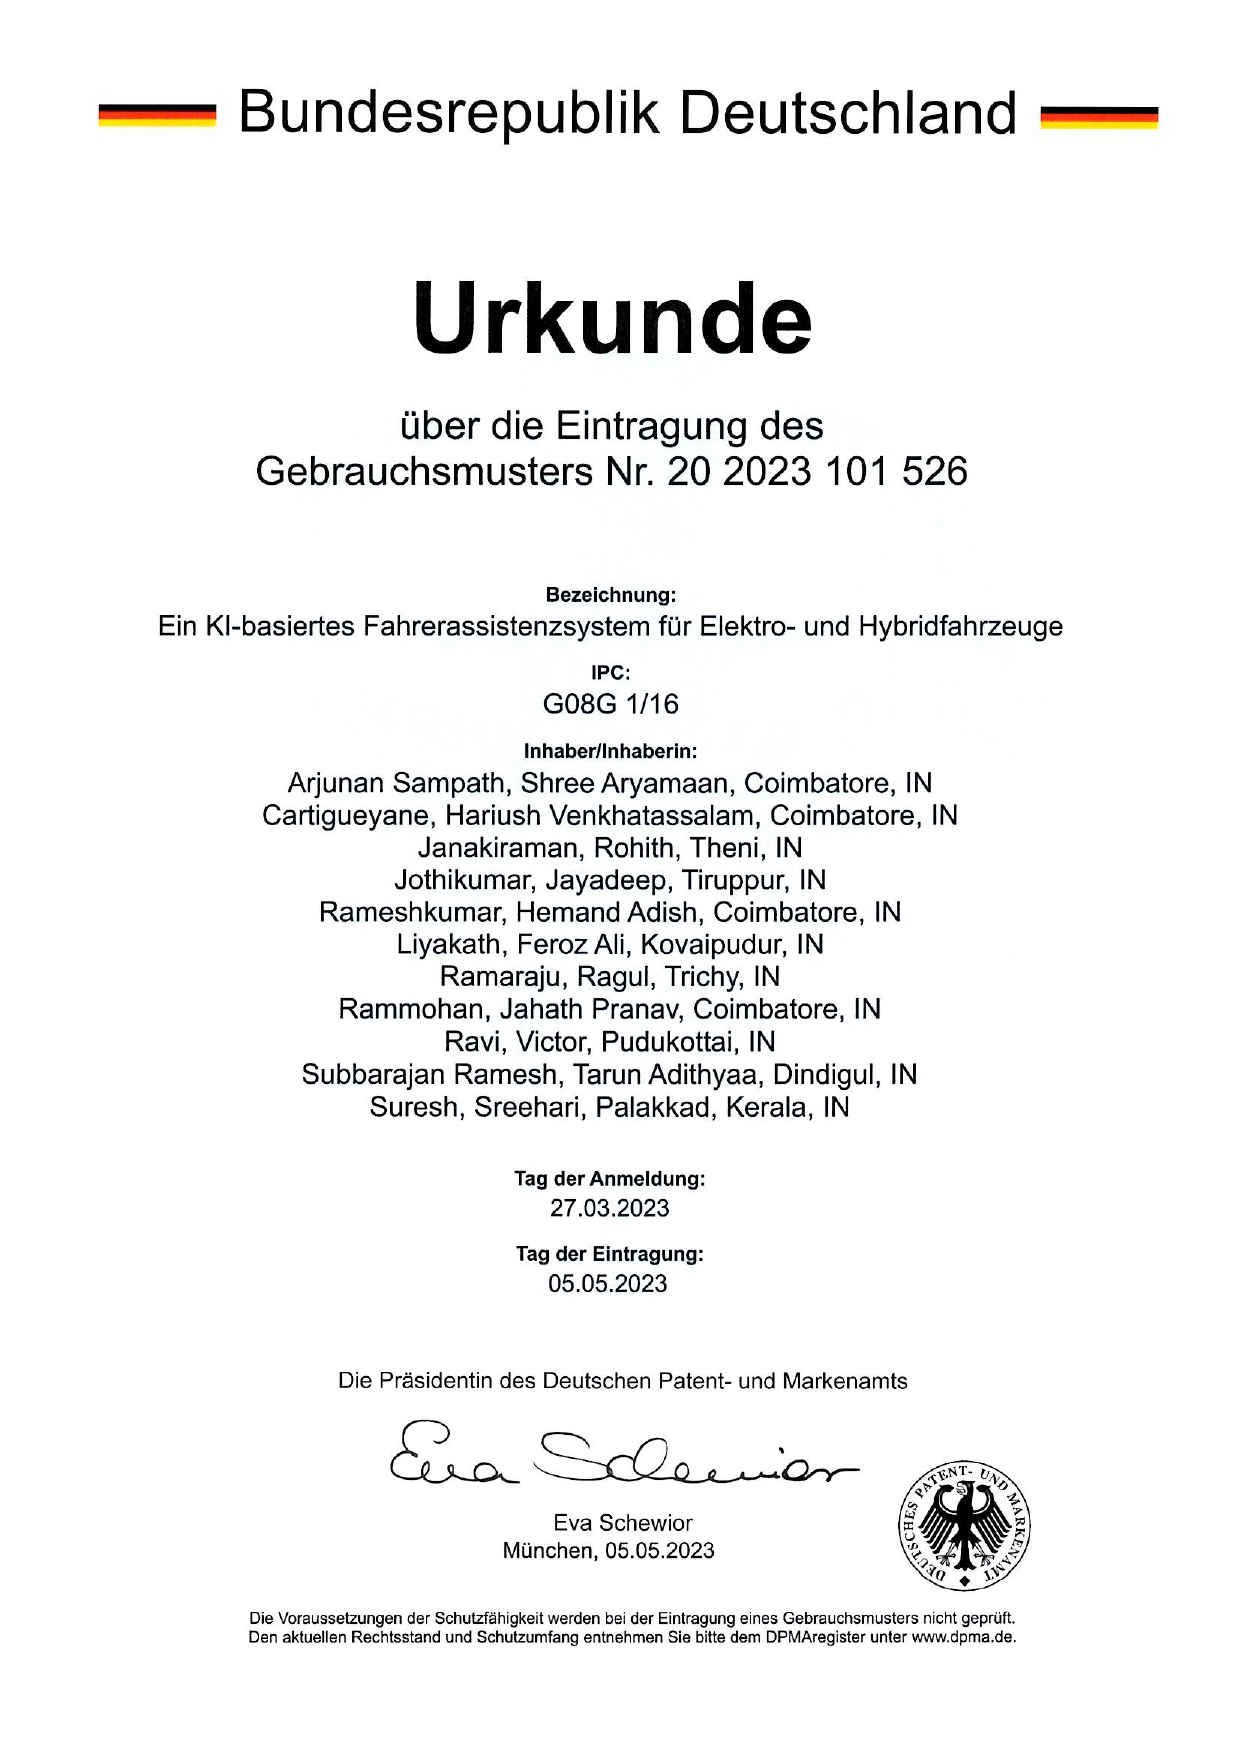 Bundesrepublik Deutschland
Urkunde
über die Eintragung des
Gebrauchsmusters Nr. 20 2023 101 526
Bezeichnung:
Ein KI-basiertes Fahrerassistenzsystem für Elektro- und Hybridfahrzeuge
IPC:
G08G 1/16
Inhaber/Inhaberin:
Arjunan Sampath, Shree Aryamaan, Coimbatore, IN
Cartigueyane, Hariush Venkhatassalam, Coimbatore, IN
Janakiraman, Rohith, Theni, IN
Jothikumar, Jayadeep, Tiruppur, IN
Rameshkumar, Hemand Adish, Coimbatore, IN
Liyakath, Feroz Ali, Kovaipudur, IN
Ramaraju, Ragul, Trichy, IN
Rammohan, Jahath Pranav, Coimbatore, IN
Ravi, Victor, Pudukottai, IN
Subbarajan Ramesh, Tarun Adithyaa, Dindigul, IN
Suresh, Sreehari, Palakkad, Kerala, IN
Tag der Anmeldung:
27.03.2023
Tag der Eintragung:
05.05.2023
Die Präsidentin des Deutschen Patent- und Markenamts
Eva Schewior
Eva Schewior
München, 05.05.2023
DEUTSCHES PATENT- UND MARKENAMT
Die Voraussetzungen der Schutzfähigkeit werden bei der Eintragung eines Gebrauchsmusters nicht geprüft.
Den aktuellen Rechtsstand und Schutzumfang entnehmen Sie bitte dem DPMAregister unter www.dpma.de.